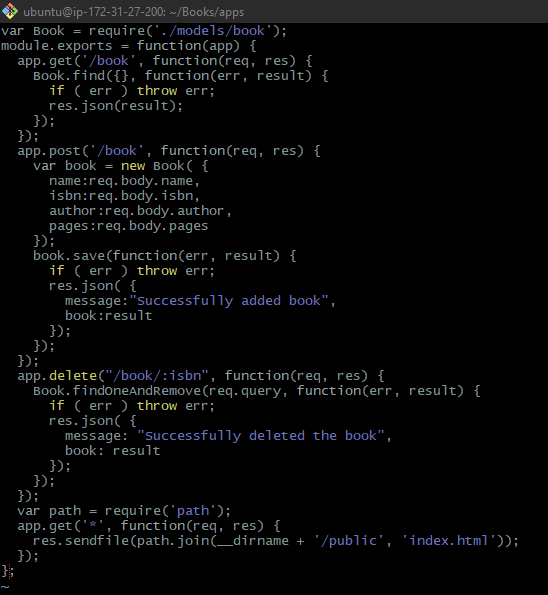 ubuntu@ip-172-31-27-200: ~/Books/apps
var Book = require('./models/book');
module.exports = function(app) {
  app.get('/book', function(req, res) {
    Book.find({}, function(err, result) {
      if ( err ) throw err;
      res.json(result);
    });
  });
  app.post('/book', function(req, res) {
    var book = new Book( {
      name:req.body.name,
      isbn:req.body.isbn,
      author:req.body.author,
      pages:req.body.pages
    });
    book.save(function(err, result) {
      if ( err ) throw err;
      res.json( {
        message:"Successfully added book",
        book:result
      });
    });
  });
  app.delete("/book/:isbn", function(req, res) {
    Book.findOneAndRemove(req.query, function(err, result) {
      if ( err ) throw err;
      res.json( {
        message: "Successfully deleted the book",
        book: result
      });
    });
  });
  var path = require('path');
  app.get('*', function(req, res) {
    res.sendfile(path.join(__dirname + '/public', 'index.html'));
  });
};
~